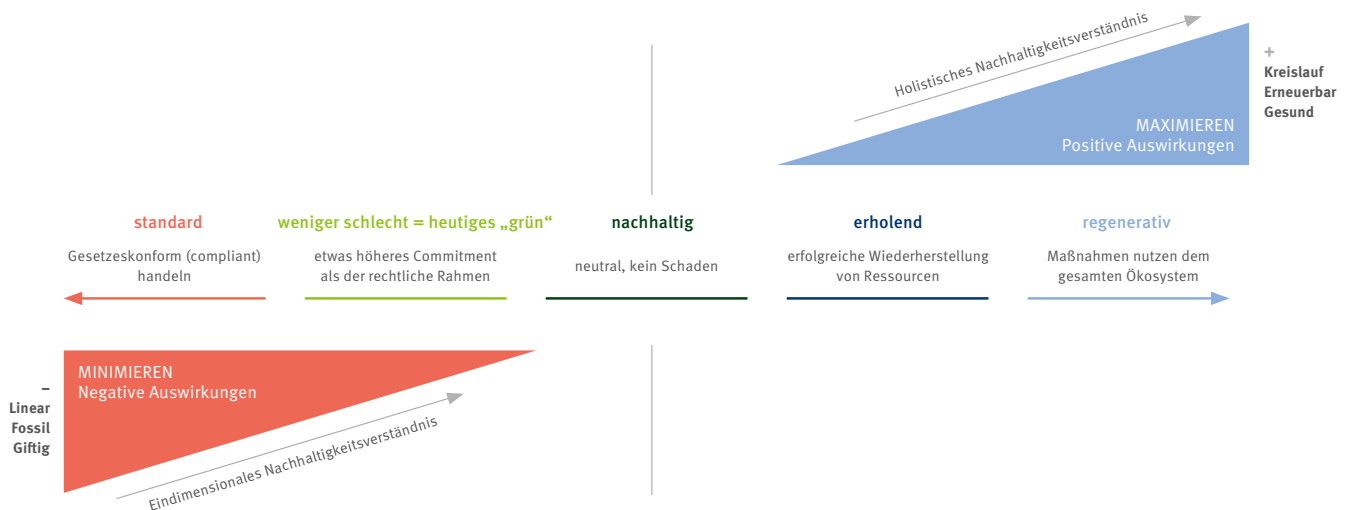 Holistisches Nachhaltigkeitsverständnis
+
Kreislauf
Erneuerbar
Gesund
MAXIMIEREN
Positive Auswirkungen
standard
Gesetzeskonform (compliant)
handeln
weniger schlecht = heutiges „grün“
etwas höheres Commitment
als der rechtliche Rahmen
nachhaltig
neutral, kein Schaden
erholend
erfolgreiche Wiederherstellung
von Ressourcen
regenerativ
Maßnahmen nutzen dem
gesamten Ökosystem
MINIMIEREN
Negative Auswirkungen
–
Linear
Fossil
Giftig
Eindimensionales Nachhaltigkeitsverständnis